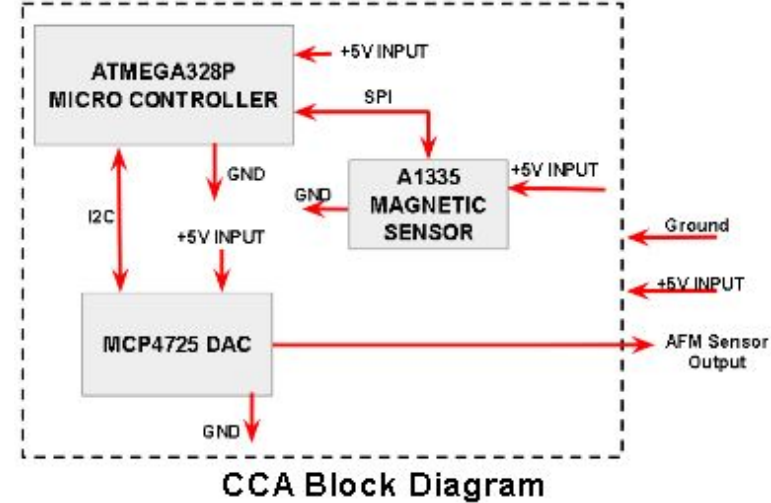 +5V INPUT
ATMEGA328P
MICRO CONTROLLER
SPI
GND
+5V INPUT
A1335
MAGNETIC
SENSOR
GND
I2C
+5V INPUT
Ground
+5V INPUT
MCP4725 DAC
AFM Sensor
Output
GND
CCA Block Diagram